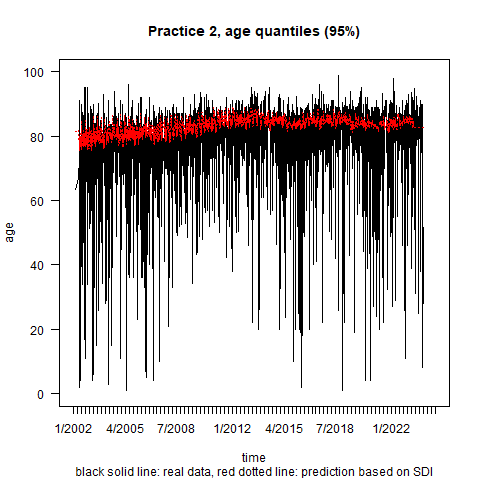 Practice 2, age quantiles (95%)
100
80
60
40
20
0
age
1/2002 4/2005 7/2008 1/2012 4/2015 7/2018 1/2022
time
black solid line: real data, red dotted line: prediction based on SDI